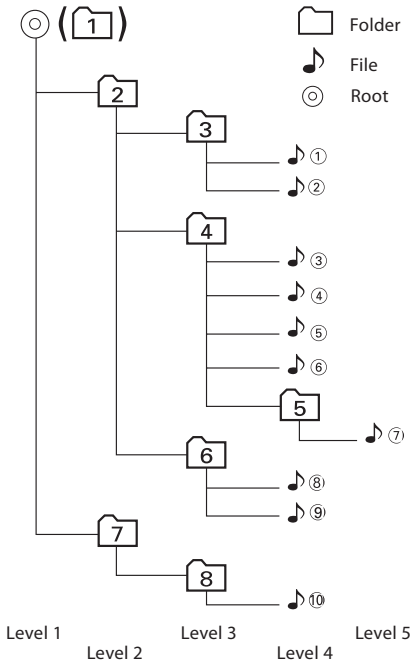 ( 1 )
Folder
File
Root
2
3
①
②
4
③
④
⑤
⑥
5
⑦
6
⑧
⑨
7
8
⑩
Level 1
Level 2
Level 3
Level 4
Level 5